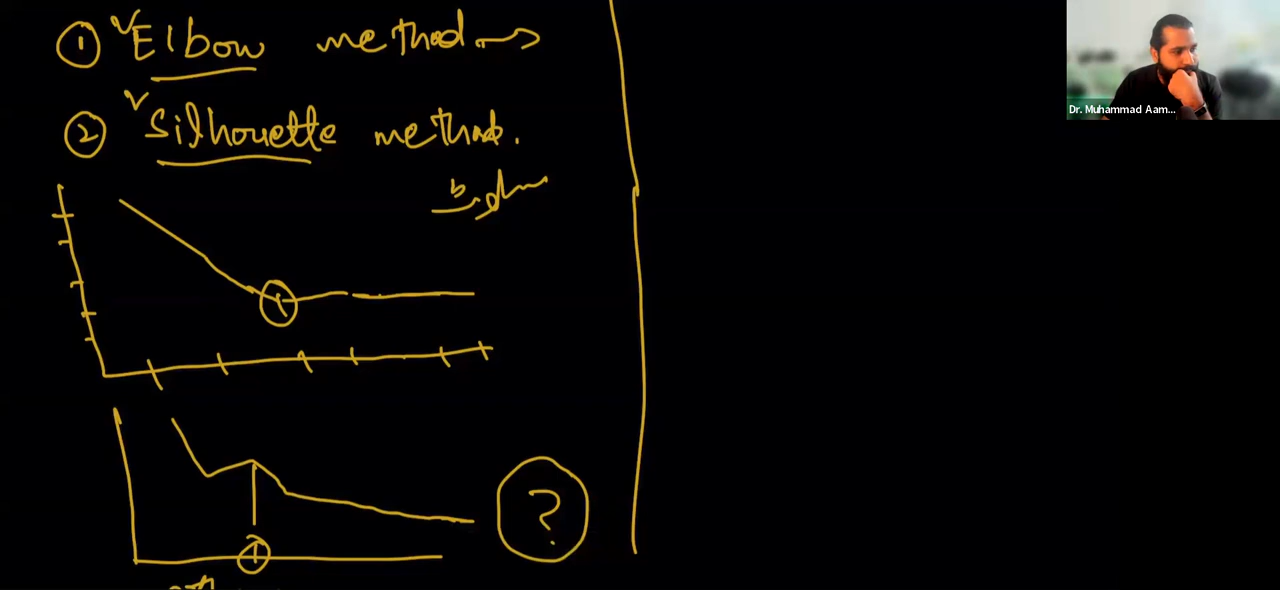 ① Elbow method →
Dr. Muhammad Aam...
② Silhouette method.
?